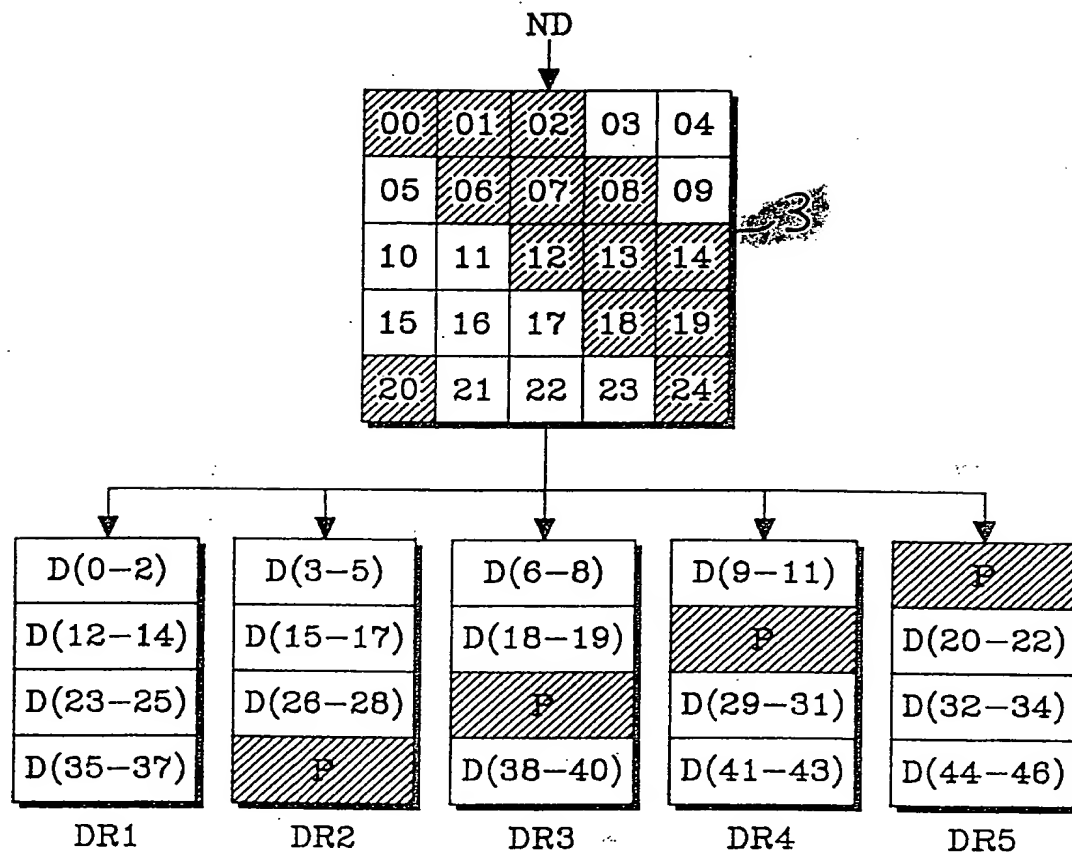 ND
00 01 02 03 04
05 06 07 08 09
3
10 11 12 13 14
15 16 17 18 19
20 21 22 23 24
D(0-2) D(3-5) D(6-8) D(9-11) P
D(12-14) D(15-17) D(18-19) P D(20-22)
D(23-25) D(26-28) P D(29-31) D(32-34)
D(35-37) P D(38-40) D(41-43) D(44-46)
DR1 DR2 DR3 DR4 DR5